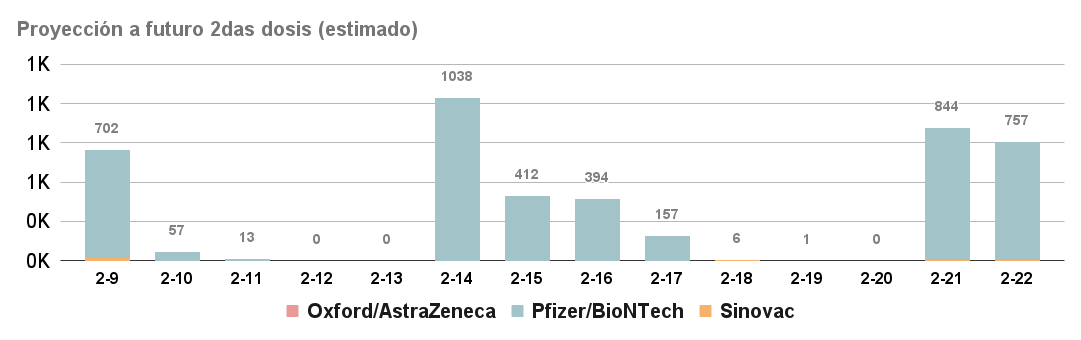 Proyección a futuro 2das dosis (estimado)
1K
1K
1K
1K
0K
0K
702
57
13
0
0
1038
412
394
157
6
1
0
844
757
2-9 2-10 2-11 2-12 2-13 2-14 2-15 2-16 2-17 2-18 2-19 2-20 2-21 2-22
Oxford/AstraZeneca Pfizer/BioNTech Sinovac